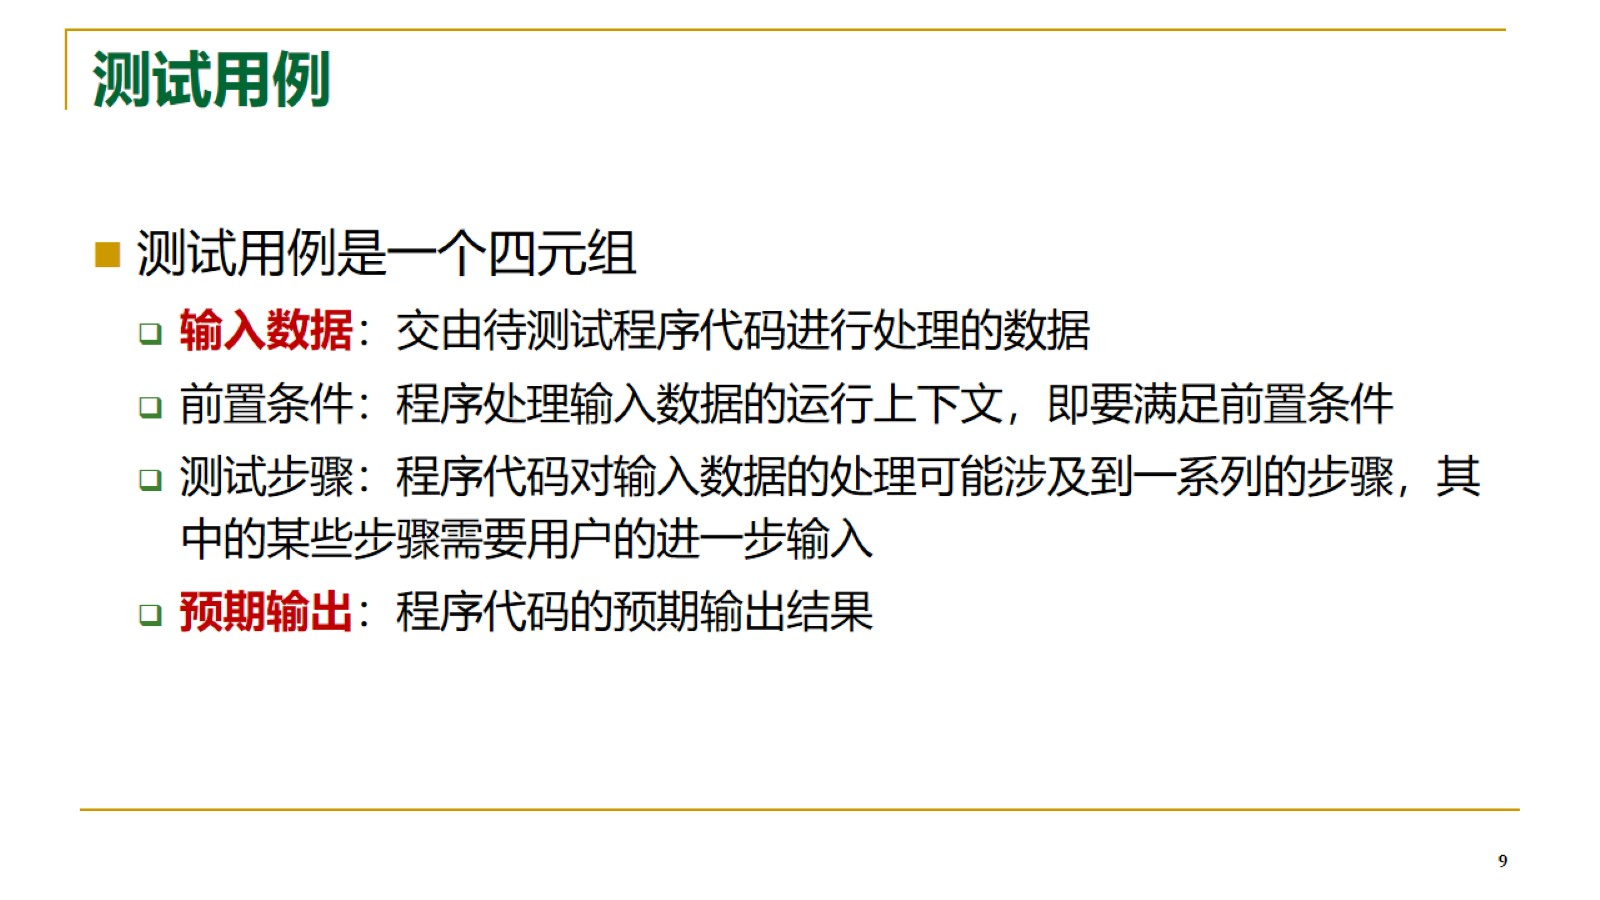 测试用例
测试用例是一个四元组
输入数据：交由待测试程序代码进行处理的数据
前置条件：程序处理输入数据的运行上下文，即要满足前置条件
测试步骤：程序代码对输入数据的处理可能涉及到一系列的步骤，其
中的某些步骤需要用户的进一步输入
预期输出：程序代码的预期输出结果
9